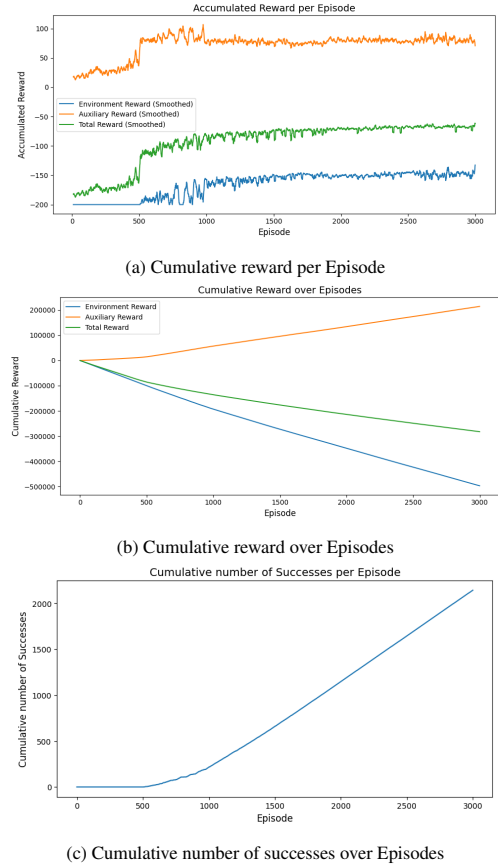 Accumulated Reward per Episode
Accumulated Reward
100
50
0
−50
−100
−150
−200
Environment Reward (Smoothed)
Auxiliary Reward (Smoothed)
Total Reward (Smoothed)
0
500
1000
1500
2000
2500
3000
Episode
(a) Cumulative reward per Episode
Cumulative Reward over Episodes
Cumulative Reward
200000
100000
0
−100000
−200000
−300000
−400000
−500000
Environment Reward
Auxiliary Reward
Total Reward
0
500
1000
1500
2000
2500
3000
Episode
(b) Cumulative reward over Episodes
Cumulative number of Successes per Episode
Cumulative number of Successes
2000
1500
1000
500
0
0
500
1000
1500
2000
2500
3000
Episode
(c) Cumulative number of successes over Episodes